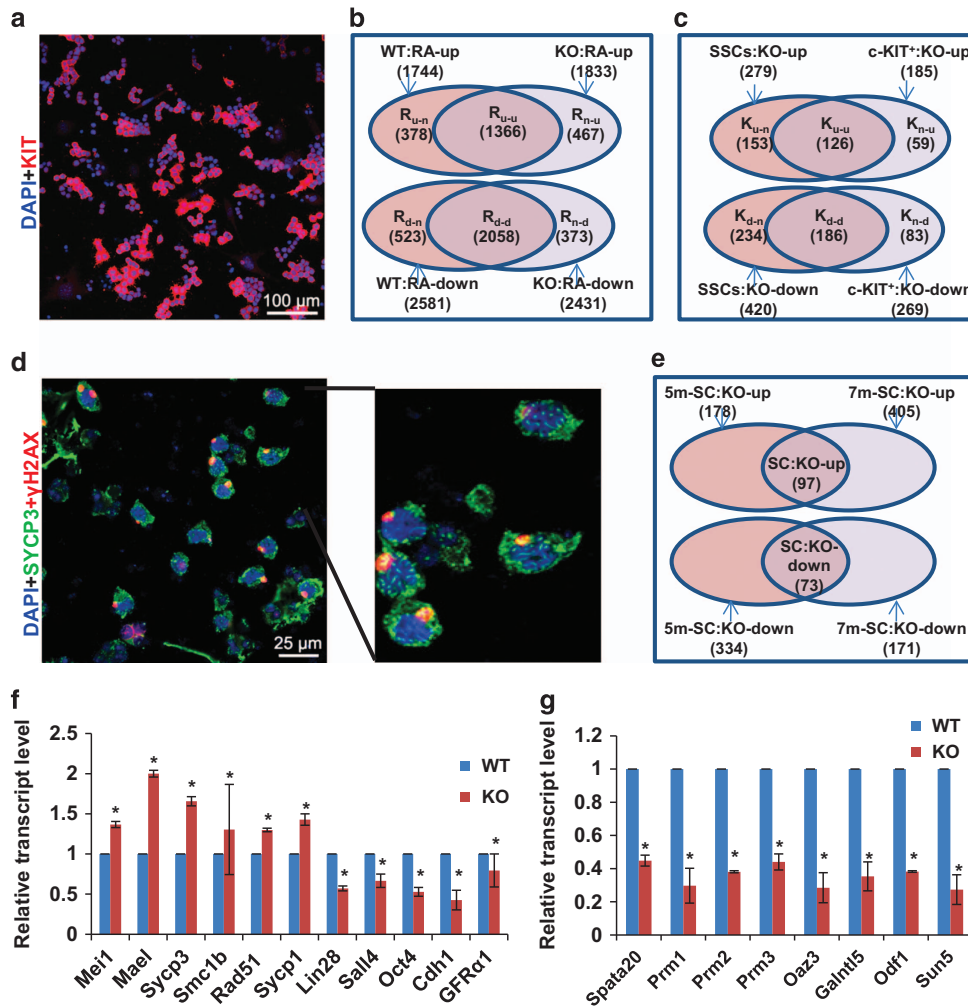 a
DAPI+KIT
100 µm
b
WT:RA-up
(1744)
KO:RA-up
(1833)
Ru-n
(378)
Ru-u
(1366)
Rn-u
(467)
Rd-n
(523)
Rd-d
(2058)
Rn-d
(373)
WT:RA-down
(2581)
KO:RA-down
(2431)
c
SSCs:KO-up
(279)
c-KIT+:KO-up
(185)
Ku-n
(153)
Ku-u
(126)
Kn-u
(59)
Kd-n
(234)
Kd-d
(186)
Kn-d
(83)
SSCs:KO-down
(420)
c-KIT+:KO-down
(269)
d
DAPI+SYCP3+γH2AX
25 µm
e
5m-SC:KO-up
(178)
7m-SC:KO-up
(405)
SC:KO-up
(97)
SC:KO-
down
(73)
5m-SC:KO-down
(334)
7m-SC:KO-down
(171)
f
Relative transcript level
2.5
2
1.5
1
0.5
0
WT
KO
* * * * * * * * * * *
Mei1 Mael Sycp3 Smc1b Rad51 Sycp1 Lin28 Sall4 Oct4 Cdh1 GFRα1
g
Relative transcript level
1.2
1
0.8
0.6
0.4
0.2
0
WT
KO
* * * * * * * *
Spata20 Prm1 Prm2 Prm3 Oaz3 Galntl5 Odf1 Sun5